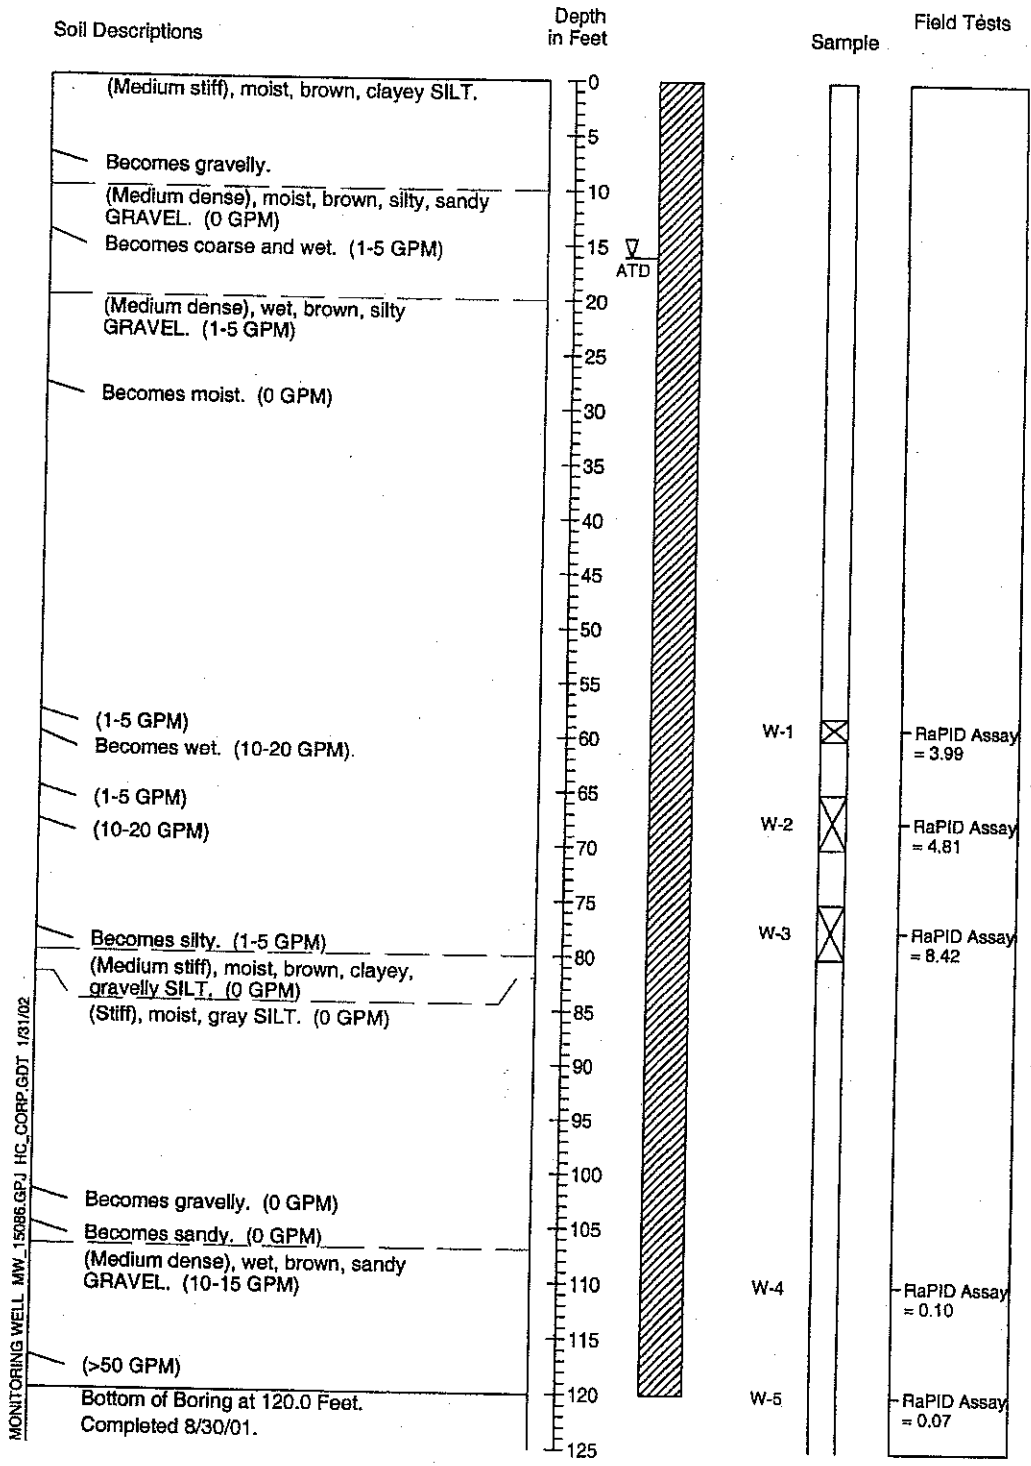 Soil Descriptions
Depth
in Feet
Sample
Field Tests
(Medium stiff), moist, brown, clayey SILT.
0
5
Becomes gravelly.
10
(Medium dense), moist, brown, silty, sandy
GRAVEL. (0 GPM)
Becomes coarse and wet. (1-5 GPM)
15
ATD
20
(Medium dense), wet, brown, silty
GRAVEL. (1-5 GPM)
25
Becomes moist. (0 GPM)
30
35
40
45
50
55
(1-5 GPM)
Becomes wet. (10-20 GPM).
60
W-1
RaPID Assay
= 3.99
(1-5 GPM)
65
(10-20 GPM)
W-2
RaPID Assay
= 4.81
70
75
Becomes silty. (1-5 GPM)
W-3
RaPID Assay
= 8.42
80
(Medium stiff), moist, brown, clayey,
gravelly SILT. (0 GPM)
(Stiff), moist, gray SILT. (0 GPM)
85
90
95
100
Becomes gravelly. (0 GPM)
Becomes sandy. (0 GPM)
105
(Medium dense), wet, brown, sandy
GRAVEL. (10-15 GPM)
110
W-4
RaPID Assay
= 0.10
115
(>50 GPM)
Bottom of Boring at 120.0 Feet.
Completed 8/30/01.
120
W-5
RaPID Assay
= 0.07
125
MONITORING WELL MW_15086.GPJ HC_CORP.GDT 1/31/02